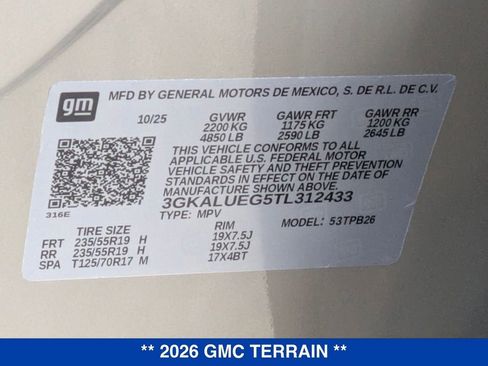 gm
MFD BY GENERAL MOTORS DE MEXICO, S. DE R.L. DE C.V.
10/25 GVWR GAWR FRT GAWR RR
2200 KG 1175 KG 1200 KG
4850 LB 2590 LB 2645 LB
THIS VEHICLE CONFORMS TO ALL
APPLICABLE U.S. FEDERAL MOTOR
VEHICLE SAFETY AND THEFT PREVENTION
STANDARDS IN EFFECT ON THE DATE OF
MANUFACTURE SHOWN ABOVE.
3GKALUEG5TL312433
316E TYPE: MPV MODEL: 53TPB26
TIRE SIZE RIM
FRT 235/55R19 H 19X7.5J
RR 235/55R19 H 19X7.5J
SPA T125/70R17 M 17X4BT
** 2026 GMC TERRAIN **